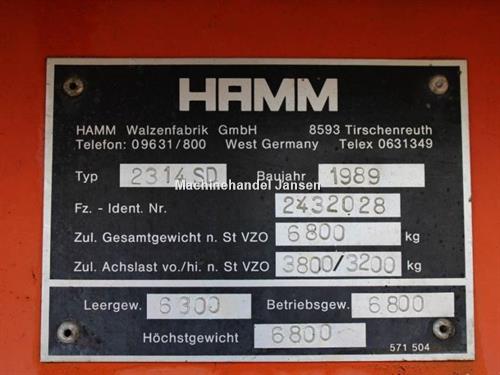 HAMM
HAMM Walzenfabrik GmbH 8593 Tirschenreuth
Telefon: 09631/800 West Germany Telex 0631349
Typ 2314 SD Baujahr 1989
Machinehandel Jansen
Fz. - Ident. Nr. 2432028
Zul. Gesamtgewicht n. St VZO 6800 kg
Zul. Achslast vo./hi. n. St VZO 3800/3200 kg
Leergew. 6300 Betriebsgew. 6800
Höchstgewicht 6800
571 504